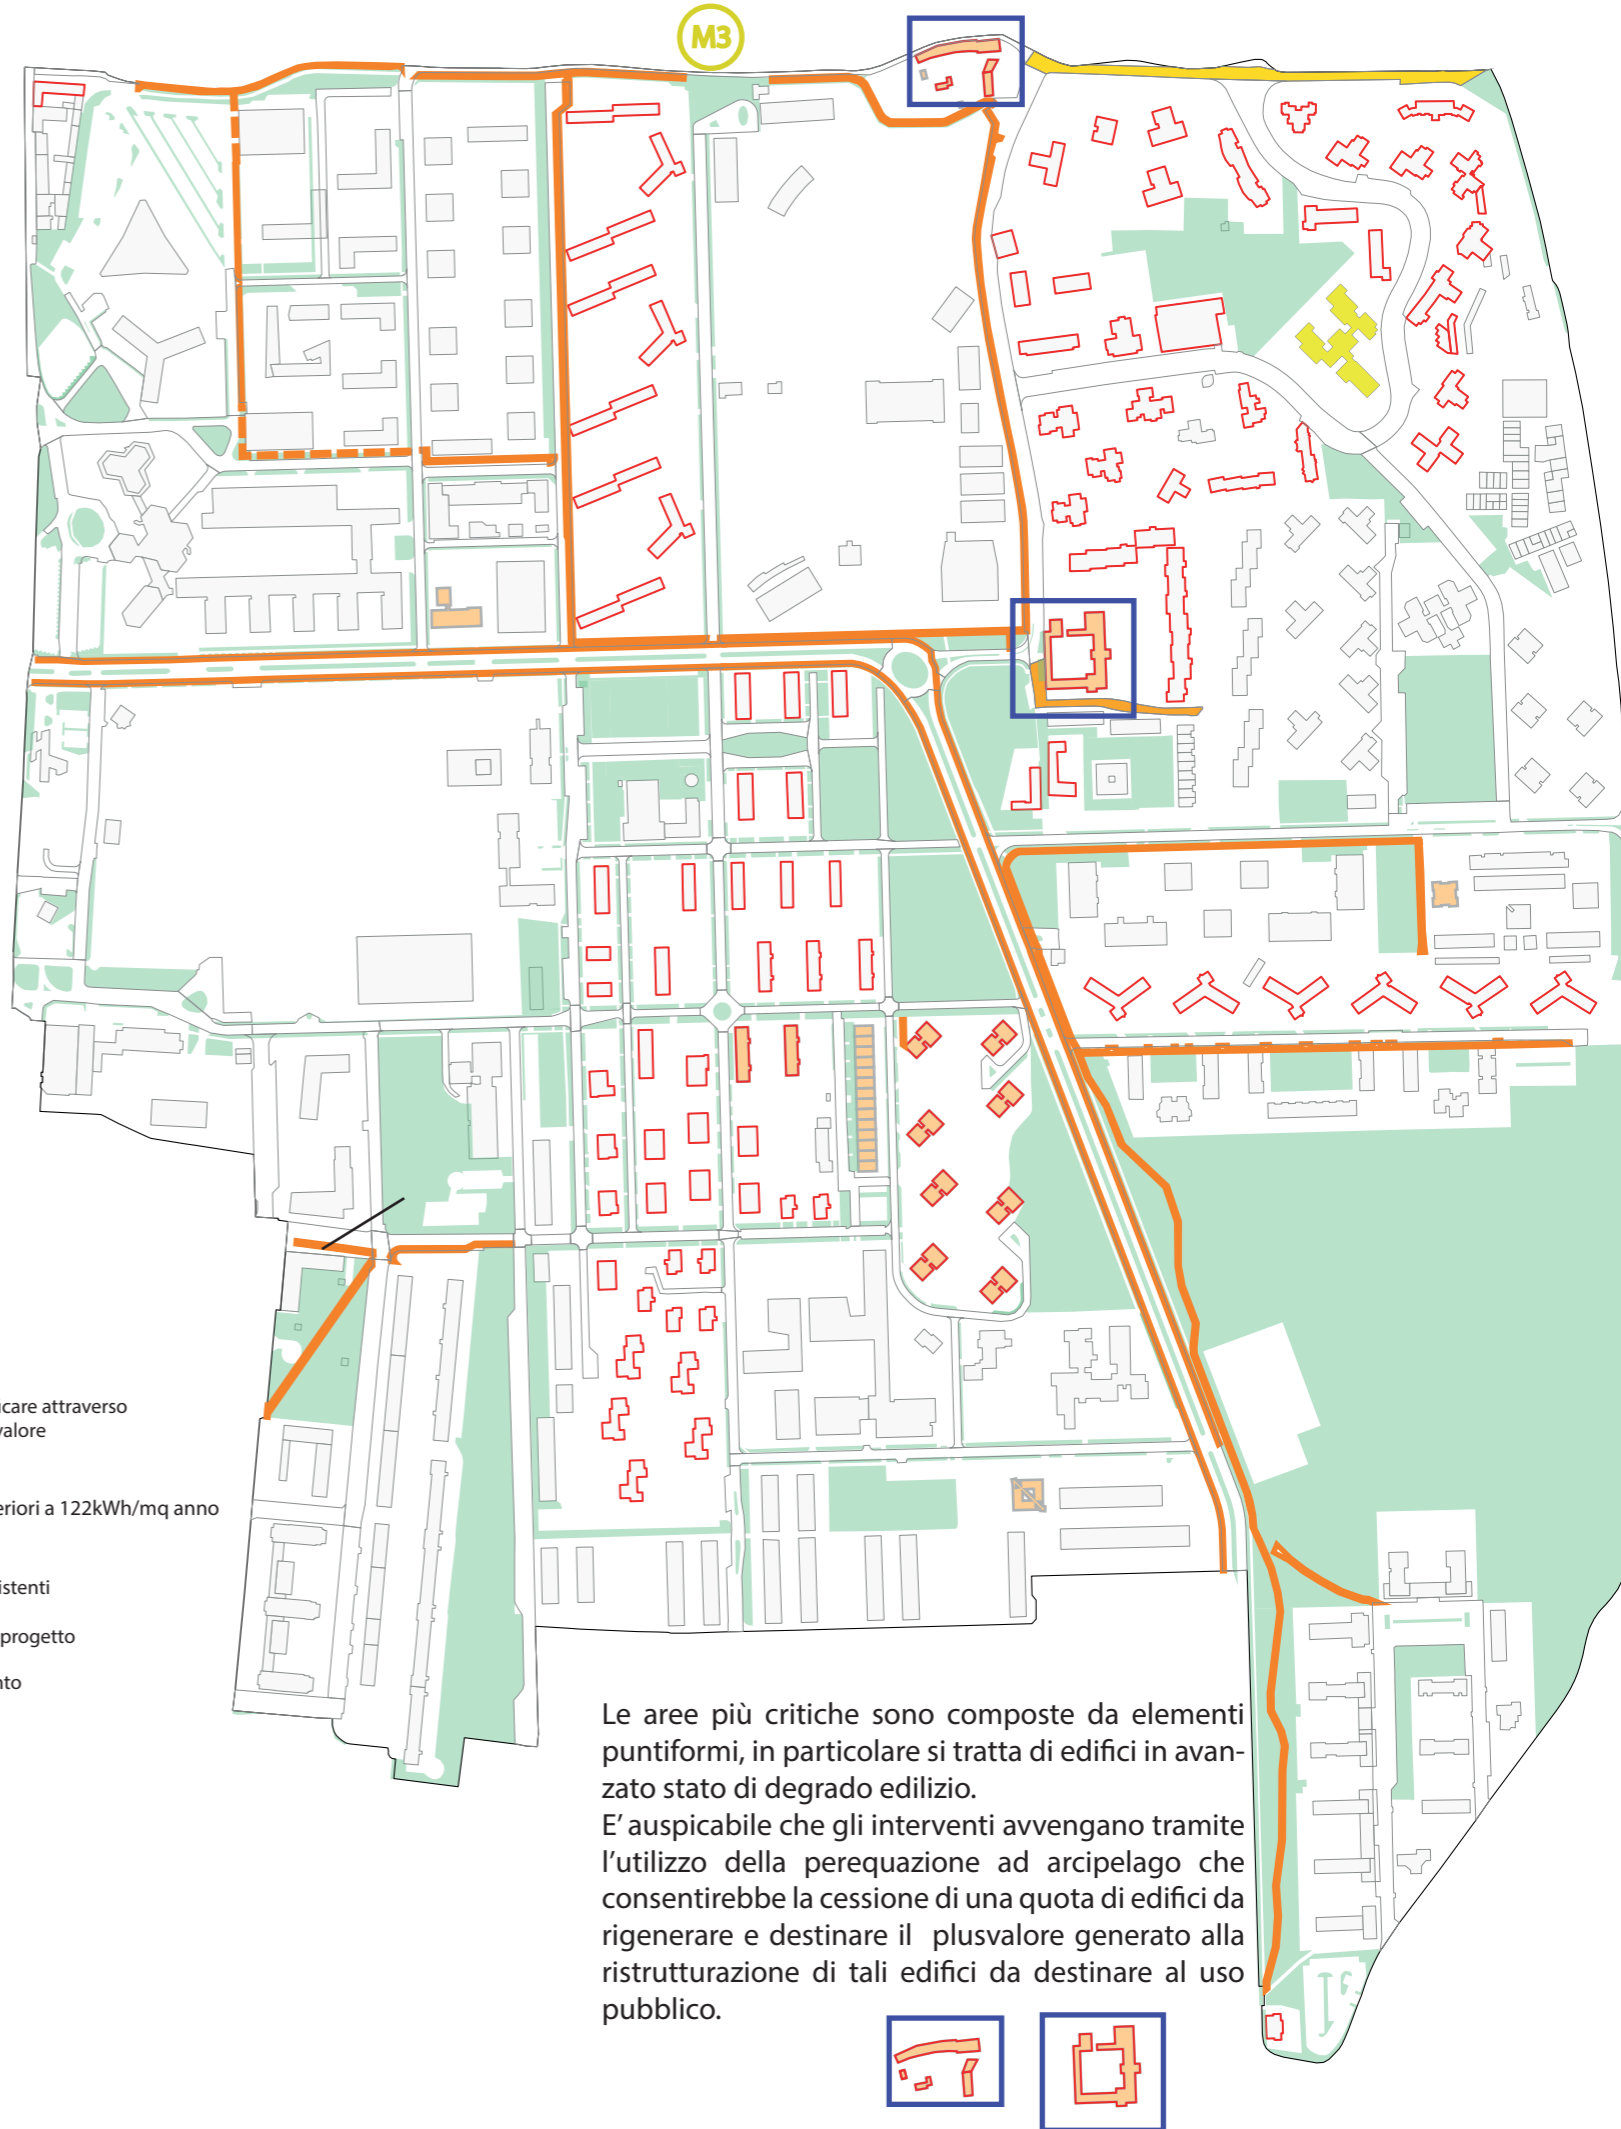 M3
icare attraverso
valore
eriori a 122kWh/mq anno
istenti
progetto
nto
Le aree più critiche sono composte da elementi
puntiformi, in particolare si tratta di edifici in avan-
zato stato di degrado edilizio.
E' auspicabile che gli interventi avvengano tramite
l'utilizzo della perequazione ad arcipelago che
consentirebbe la cessione di una quota di edifici da
rigenerare e destinare il plusvalore generato alla
ristrutturazione di tali edifici da destinare al uso
pubblico.